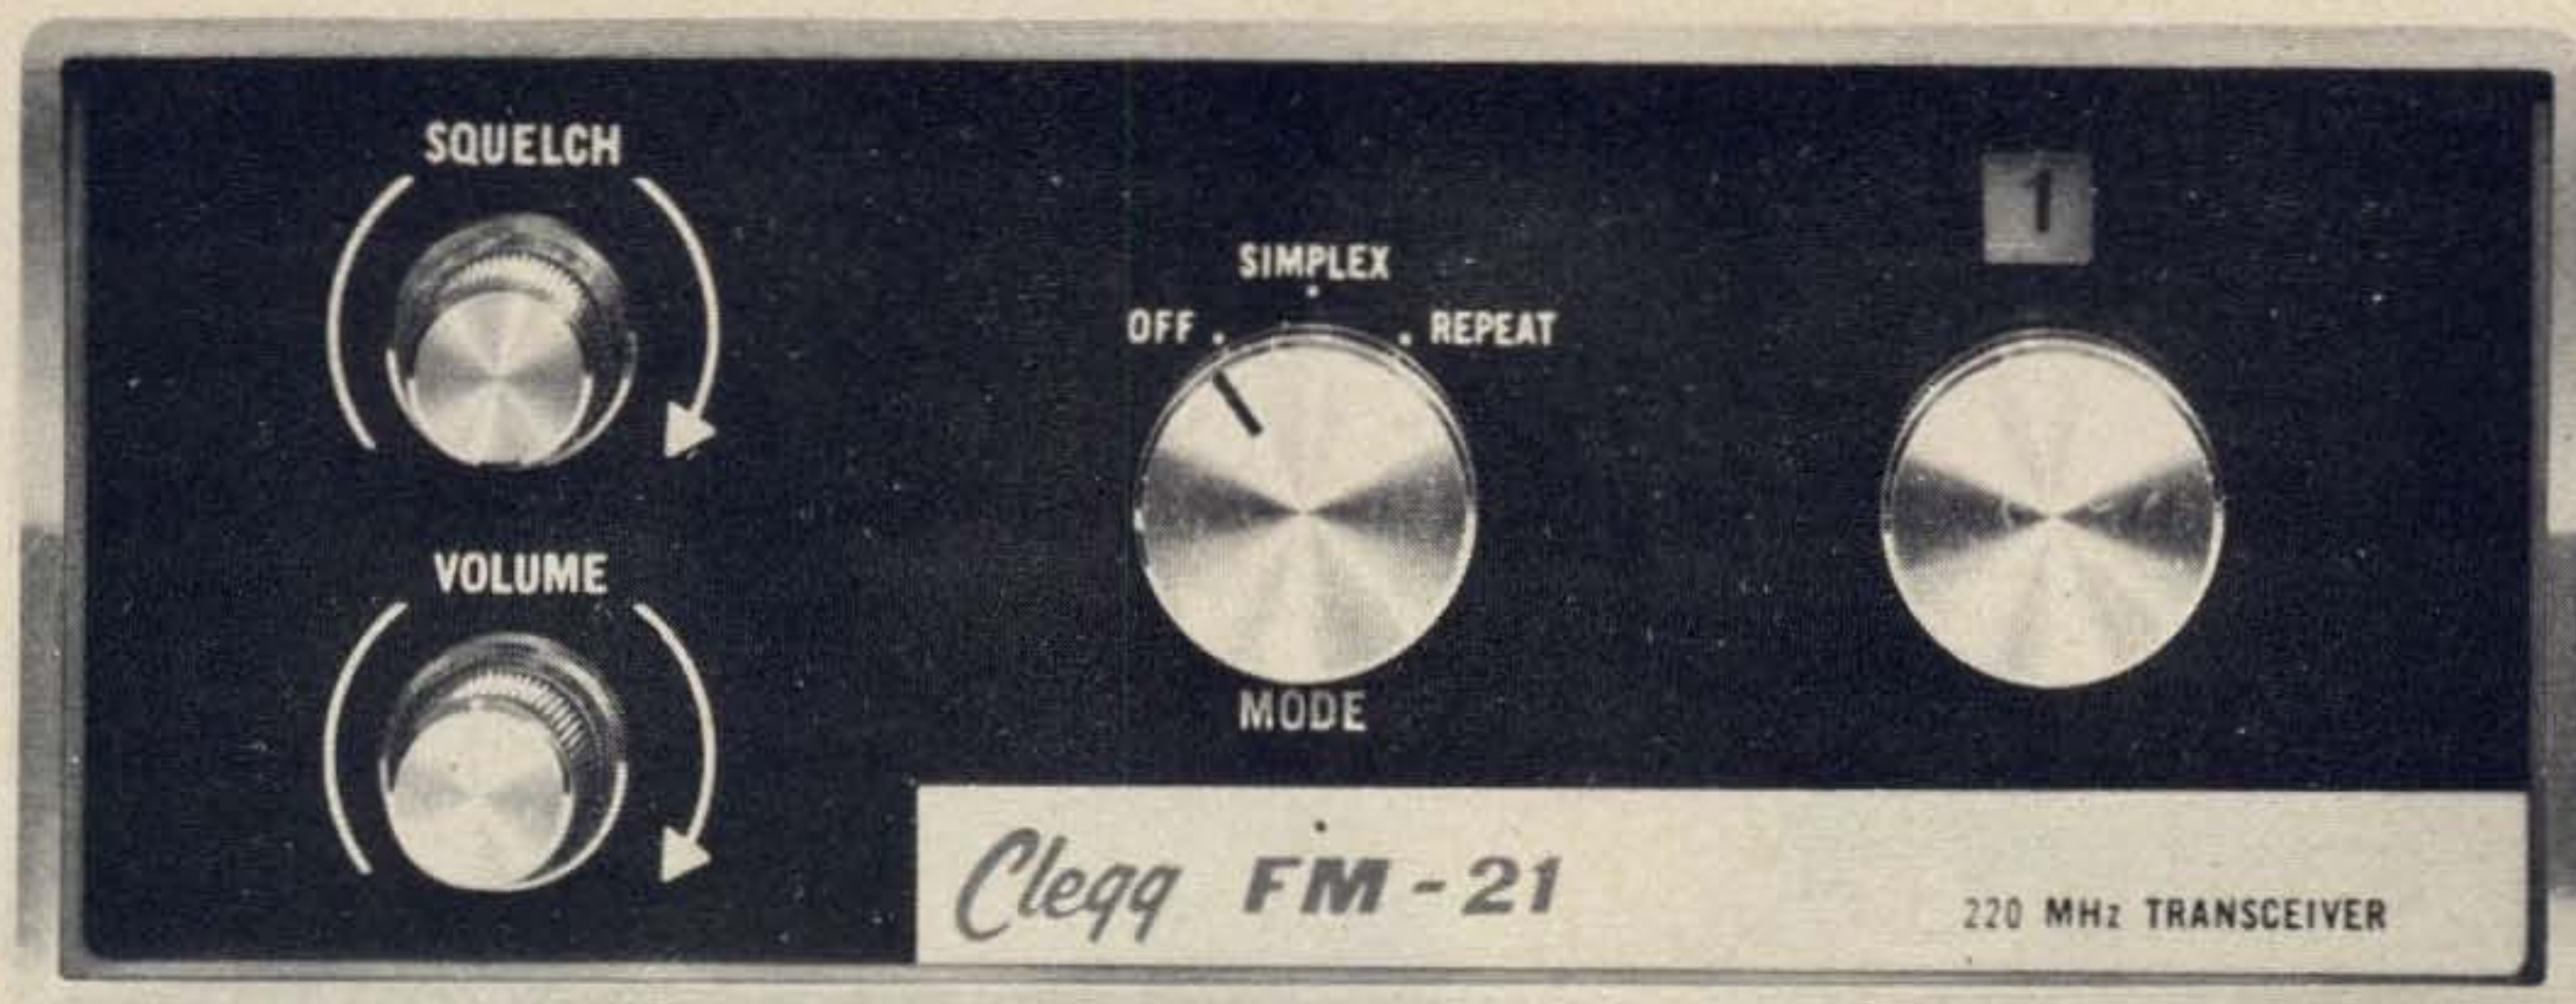 SQUELCH
VOLUME
SIMPLEX
OFF
REPEAT
MODE
1
Clegg FM-21
220 MHz TRANSCEIVER